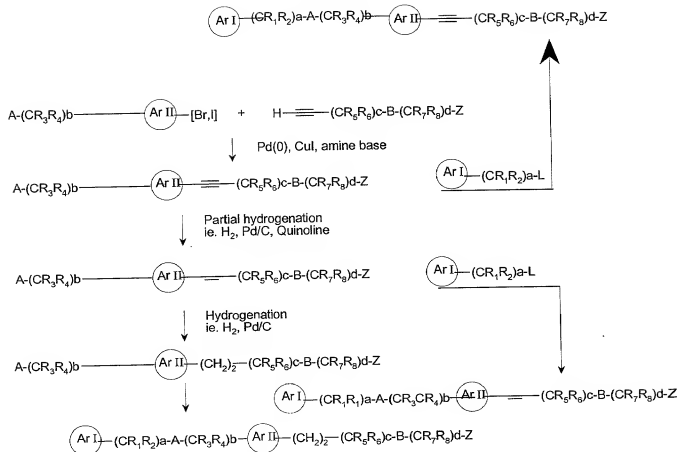 Ar I -(CR₁R₂)a-A-(CR₃R₄)b- Ar II -(CR₅R₆)c-B-(CR₇R₈)d-Z
A-(CR₃R₄)b Ar II -[Br,I] + H -(CR₅R₆)c-B-(CR₇R₈)d-Z
Pd(0), CuI, amine base
Ar I -(CR₁R₂)a-L
A-(CR₃R₄)b Ar II -(CR₅R₆)c-B-(CR₇R₈)d-Z
Partial hydrogenation
ie. H₂, Pd/C, Quinoline
Ar I -(CR₁R₂)a-L
A-(CR₃R₄)b Ar II -(CR₅R₆)c-B-(CR₇R₈)d-Z
Hydrogenation
ie. H₂, Pd/C
A-(CR₃R₄)b Ar II -(CH₂)₂-(CR₅R₆)c-B-(CR₇R₈)d-Z
Ar I -(CR₁R₁)a-A-(CR₃CR₄)b- Ar II -(CR₅R₆)c-B-(CR₇R₈)d-Z
Ar I -(CR₁R₂)a-A-(CR₃R₄)b- Ar II -(CH₂)₂-(CR₅R₆)c-B-(CR₇R₈)d-Z